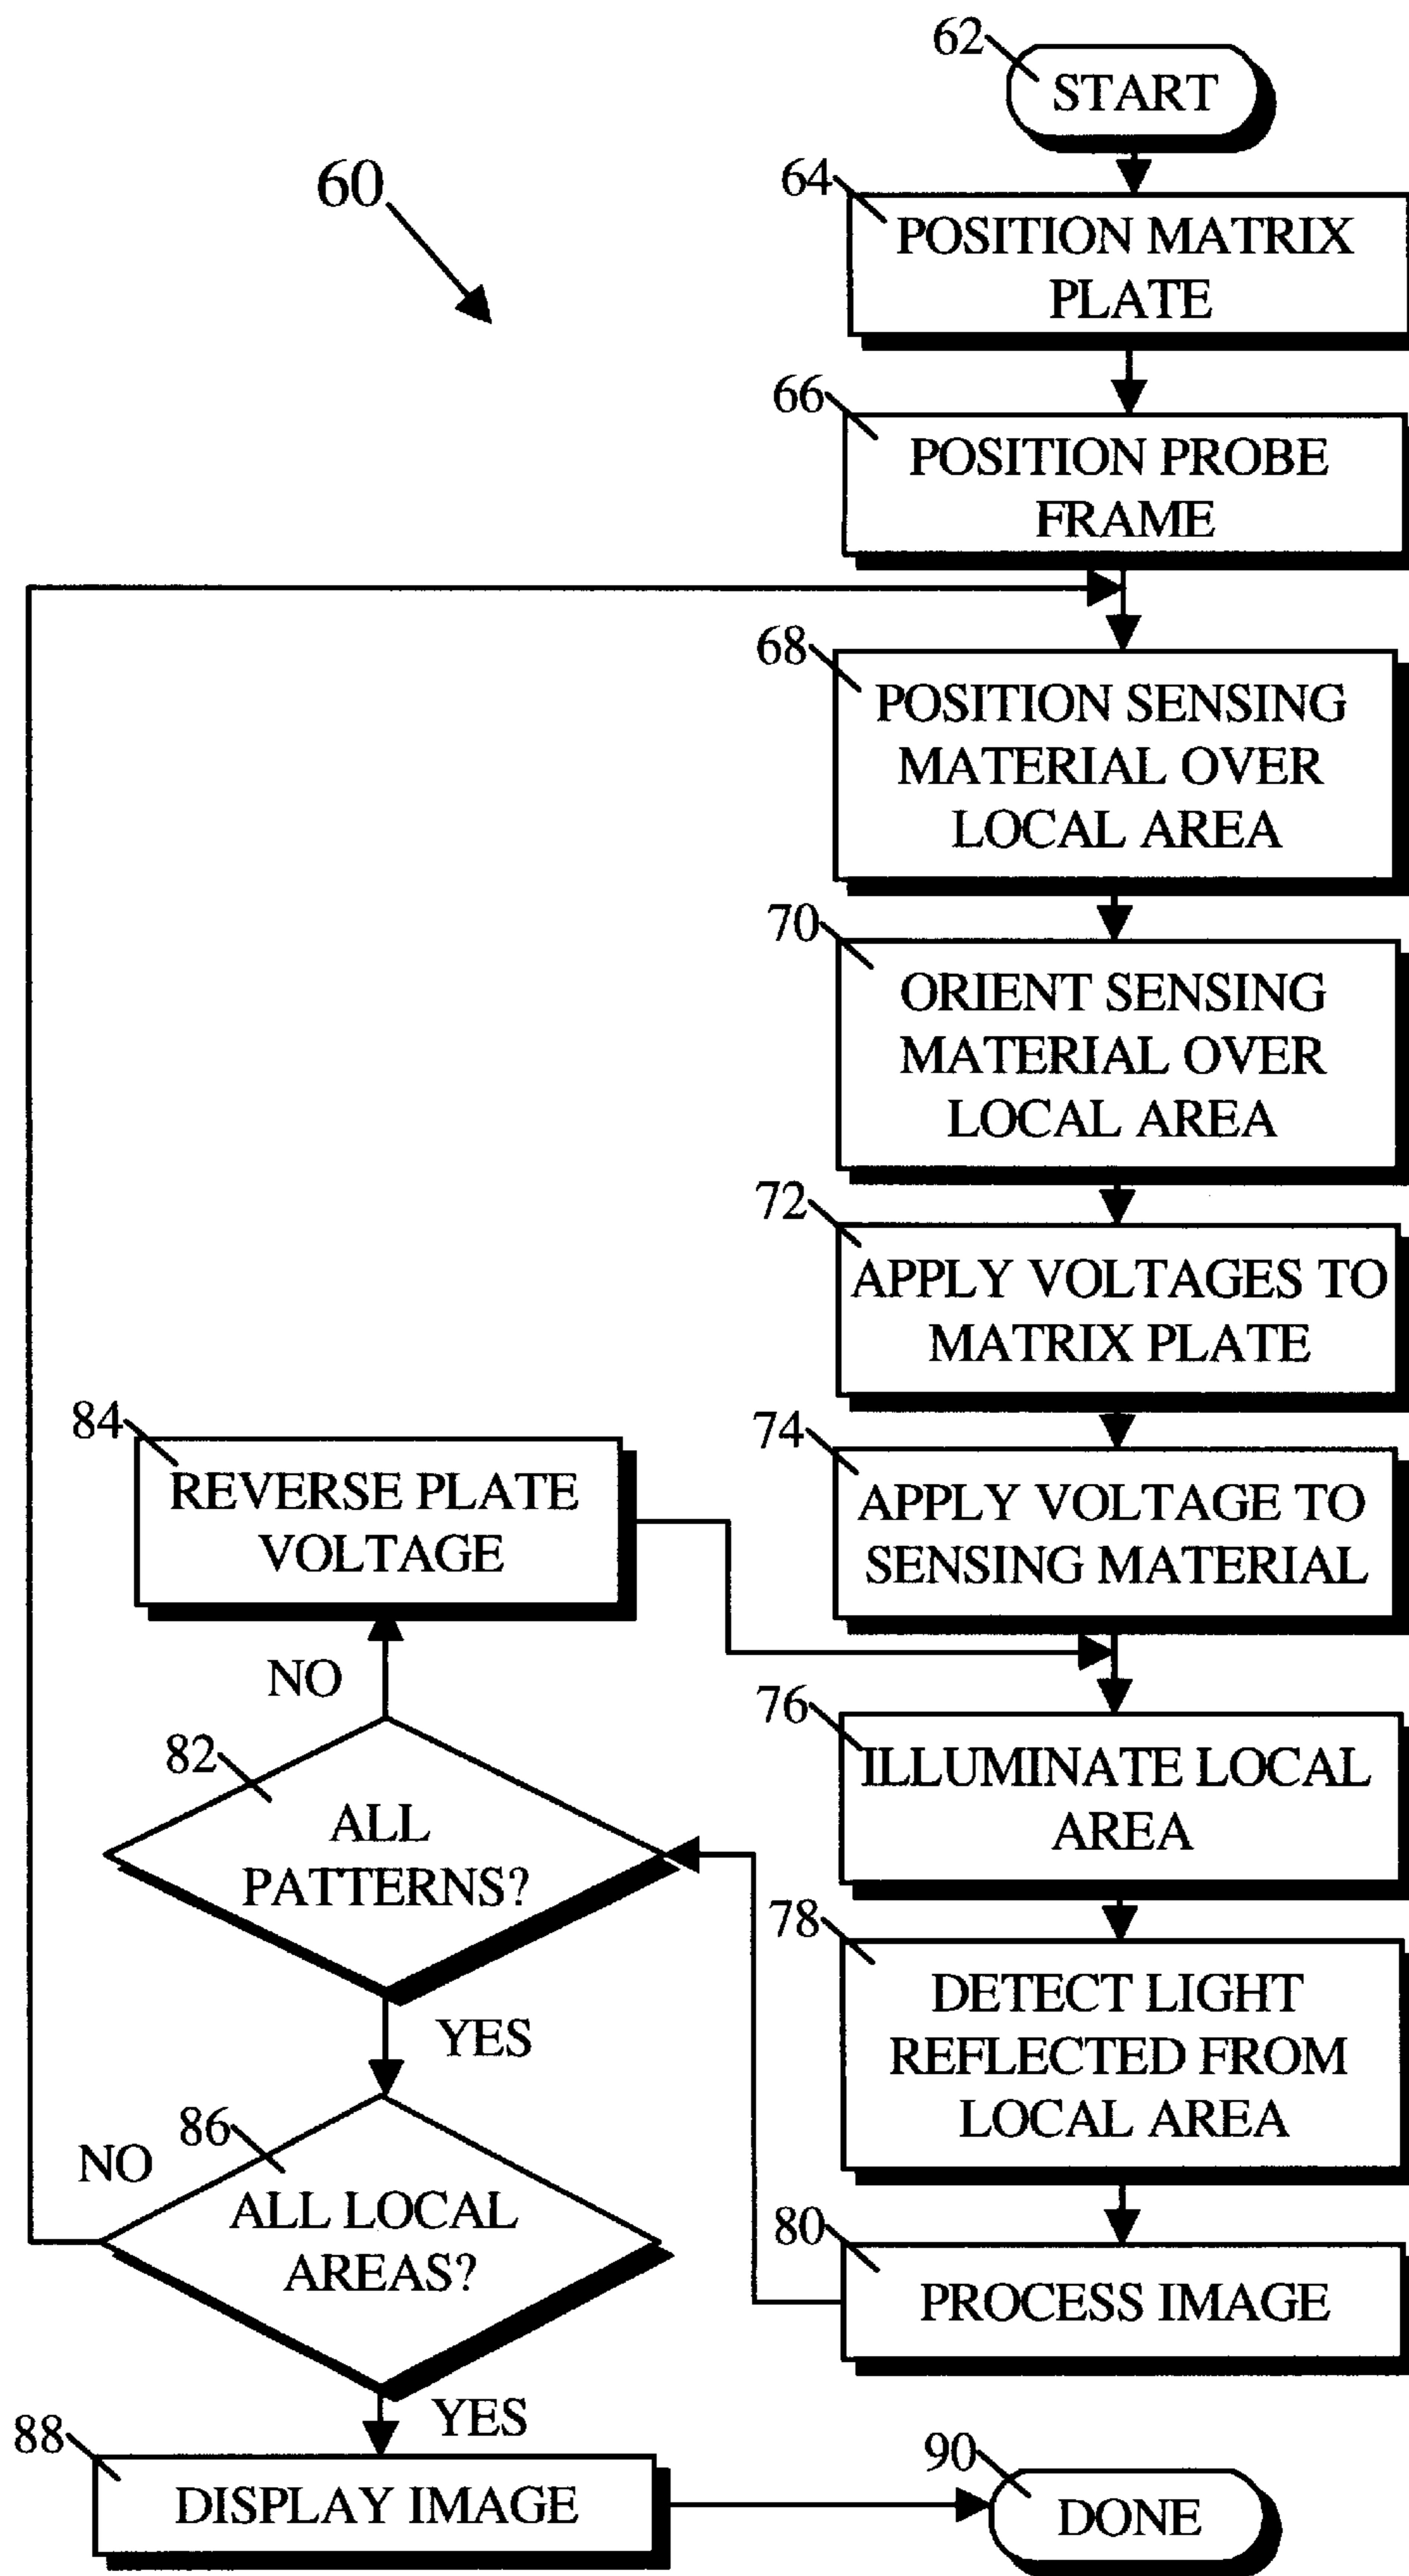 62
START
60
64
POSITION MATRIX
PLATE
66
POSITION PROBE
FRAME
68
POSITION SENSING
MATERIAL OVER
LOCAL AREA
70
ORIENT SENSING
MATERIAL OVER
LOCAL AREA
72
APPLY VOLTAGES TO
MATRIX PLATE
74
APPLY VOLTAGE TO
SENSING MATERIAL
84
REVERSE PLATE
VOLTAGE
NO
76
ILLUMINATE LOCAL
AREA
82
ALL
PATTERNS?
YES
78
DETECT LIGHT
REFLECTED FROM
LOCAL AREA
86
NO
ALL LOCAL
AREAS?
80
PROCESS IMAGE
YES
88
DISPLAY IMAGE
90
DONE